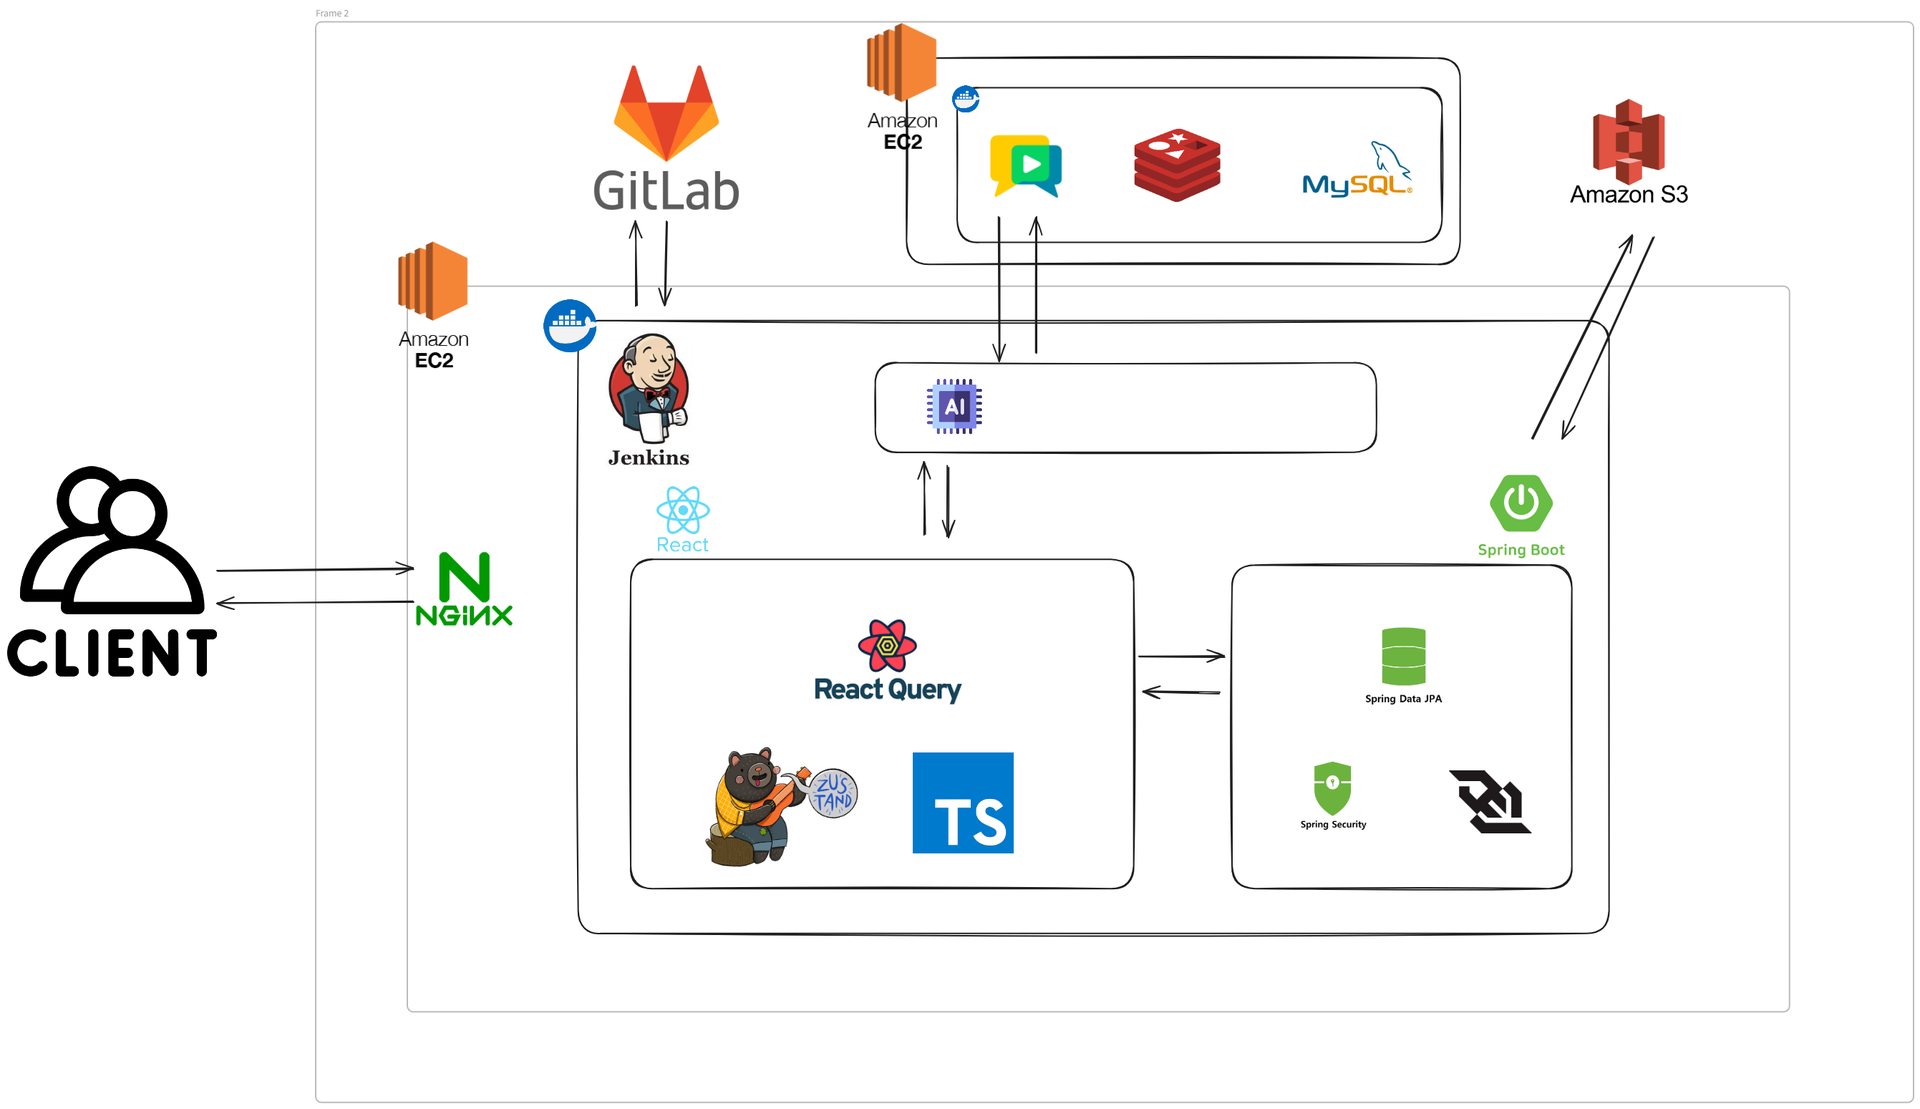 Frame 2
GitLab
Amazon
EC2
MySQL®
Amazon S3
Amazon
EC2
Jenkins
AI
React
Spring Boot
CLIENT
NGiNX
React Query
ZUS
TAND
TS
Spring Data JPA
Spring Security